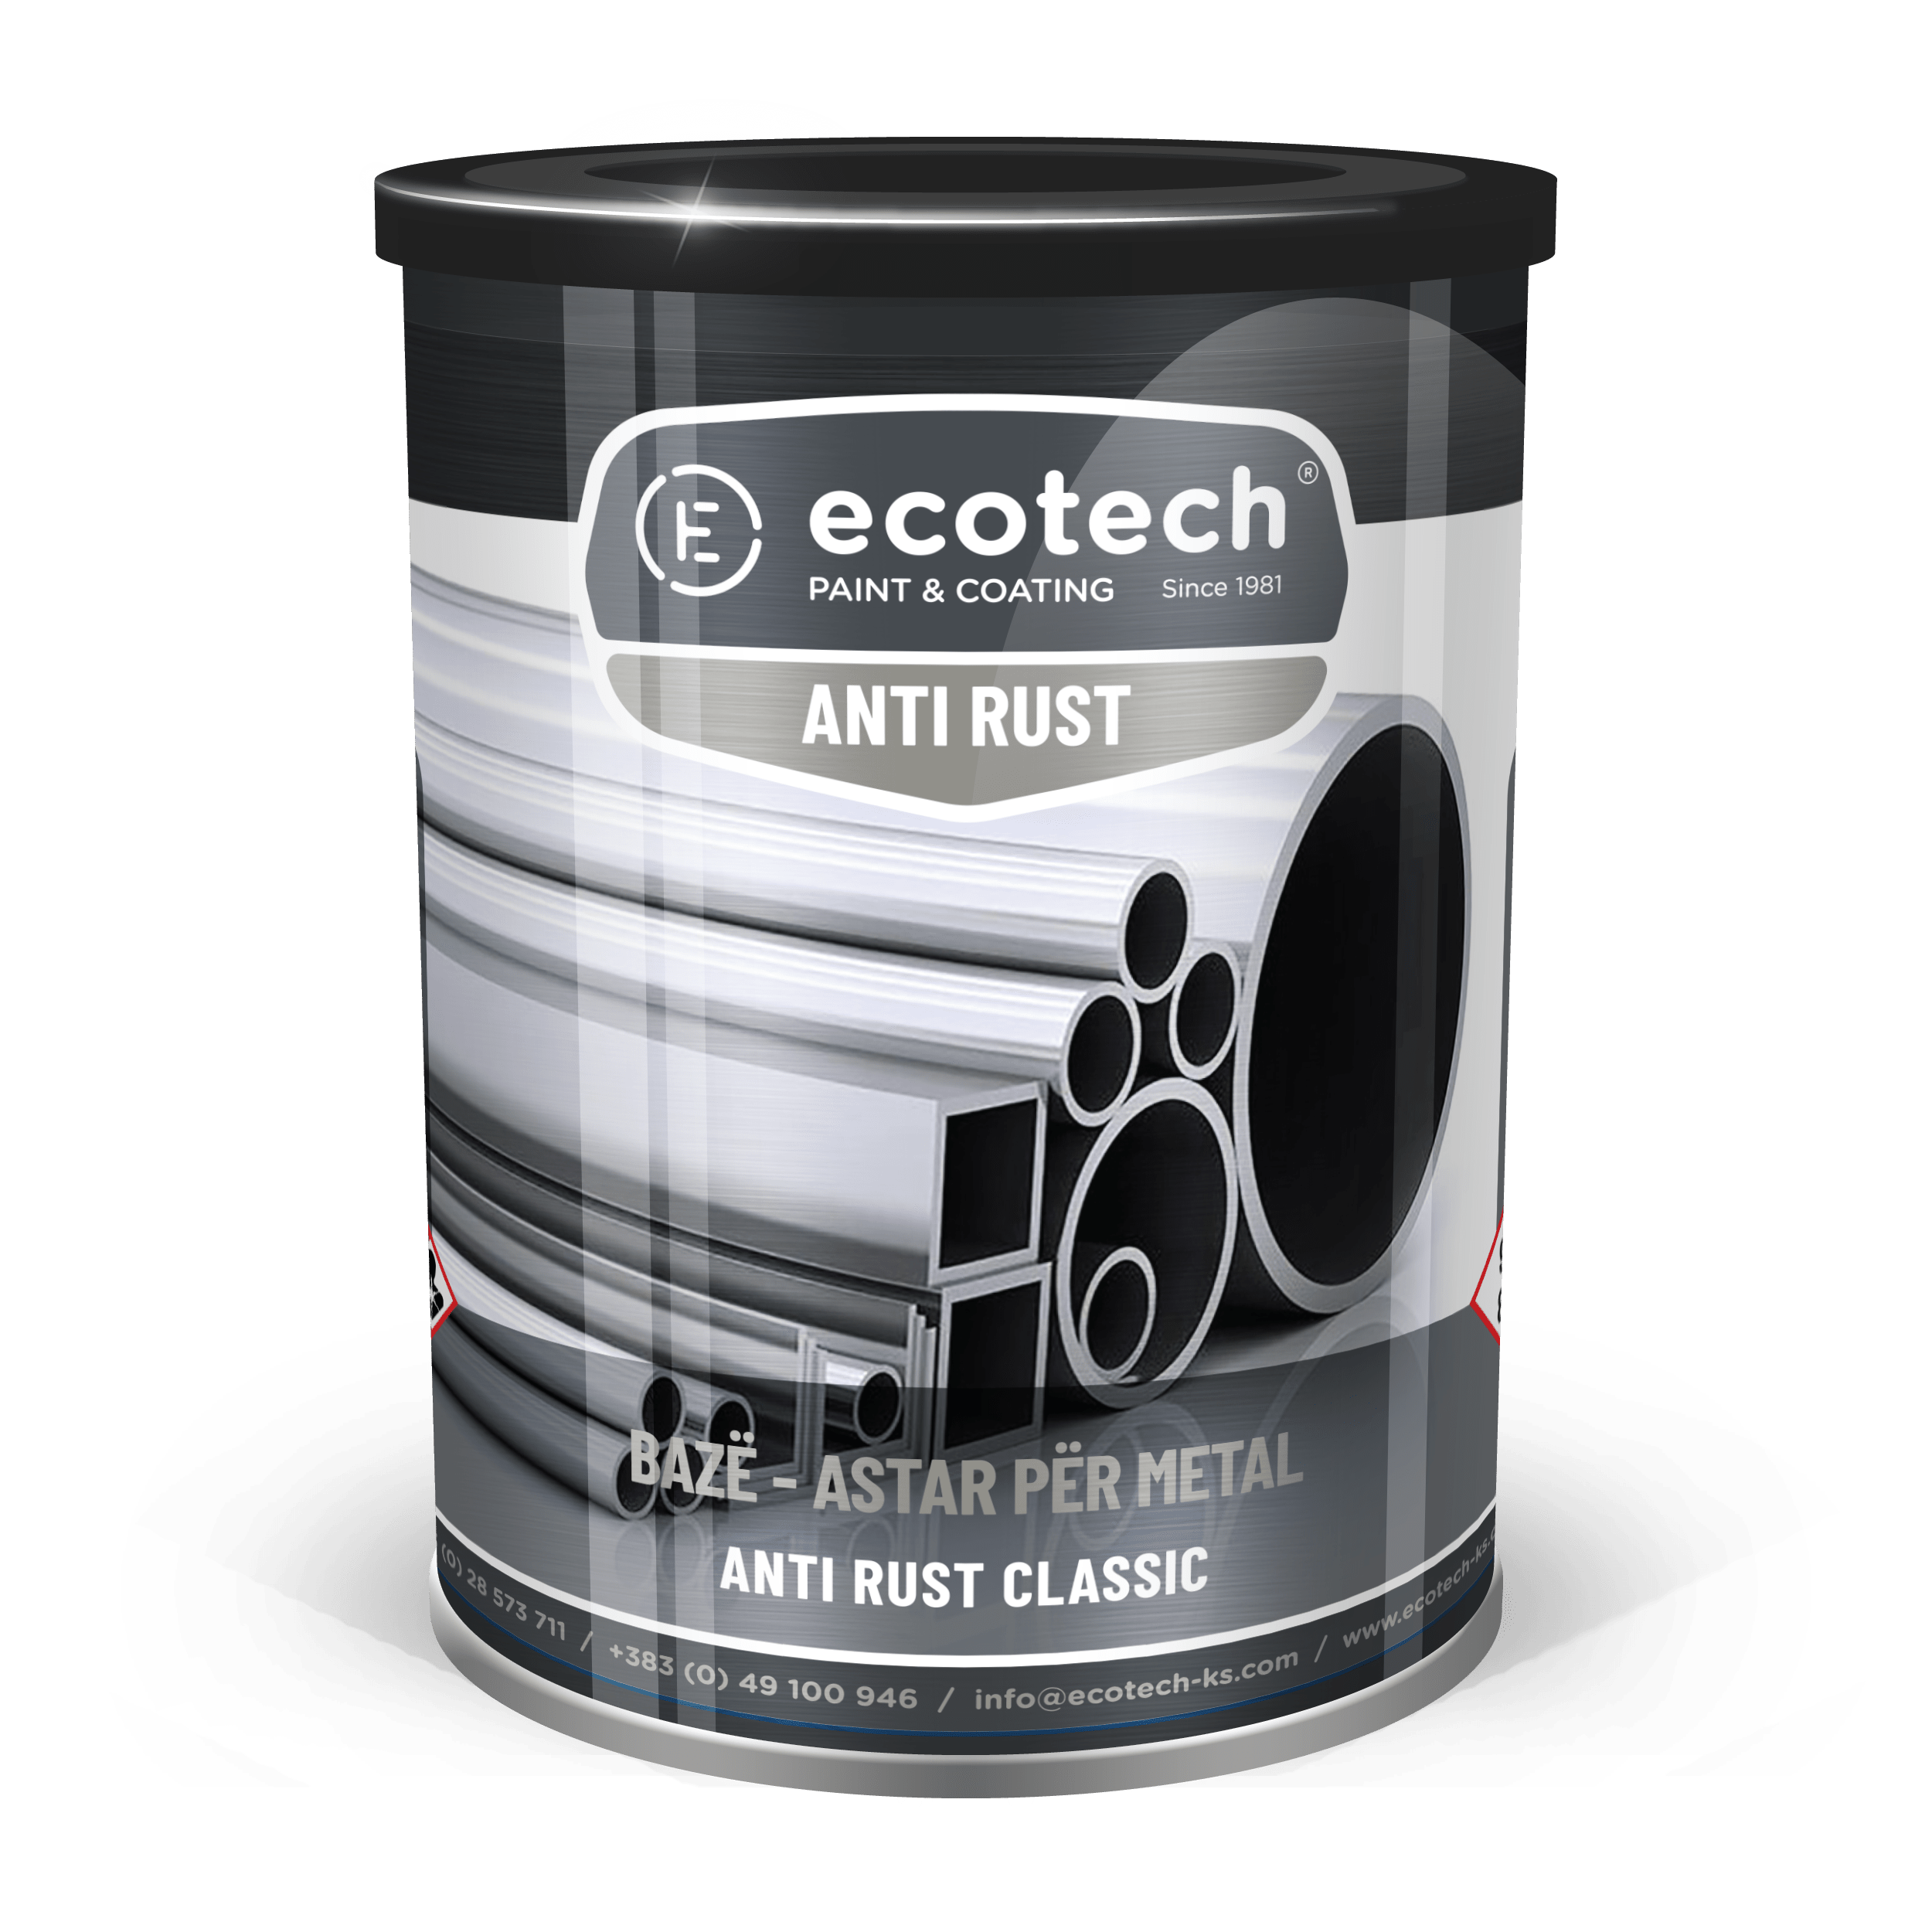 ecotech®
PAINT & COATING Since 1981
ANTI RUST
BAZË - ASTAR PËR METAL
ANTI RUST CLASSIC
(0) 28 573 711 / +383 (0) 49 100 946 / info@ecotech-ks.com / www.ecotech-ks.c